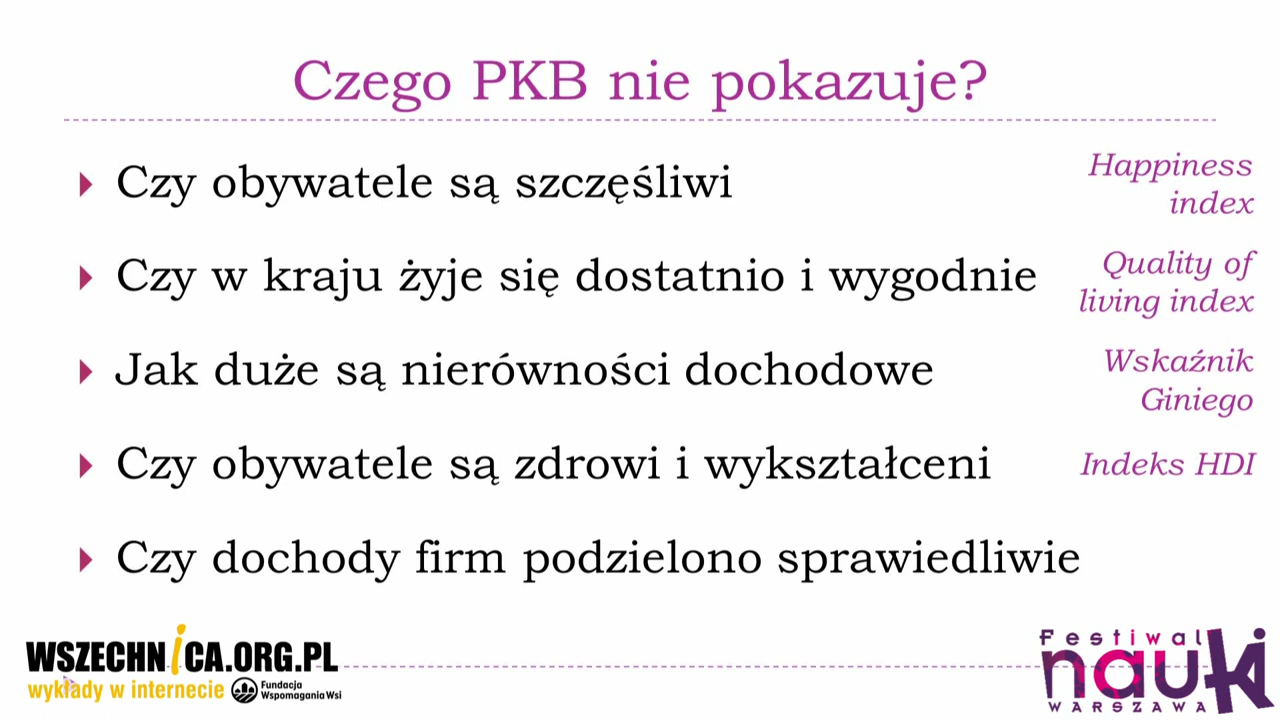 Czego PKB nie pokazuje?
Czy obywatele są szczęśliwi
Happiness
index
Czy w kraju żyje się dostatnio i wygodnie
Quality of
living index
Jak duże są nierówności dochodowe
Wskaźnik
Giniego
Czy obywatele są zdrowi i wykształceni
Indeks HDI
Czy dochody firm podzielono sprawiedliwie
WSZECHNiCA.ORG.PL
wykłady w internecie
Fundacja
Wspomagania Wsi
Festiwal
nauki
WARSZAWA